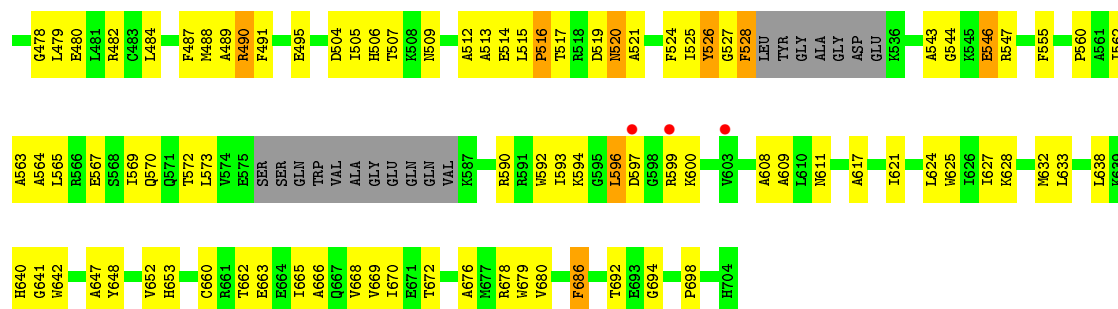 G478 L479 E480 L481 R482 C483 L484 F487 M488 A489 R490 F491 E495 D504 I505 H506 T507 K508 N509 A512 A513 E514 L515 P516 T517 R518 D519 N520 A521 F524 I525 Y526 G527 F528 LEU TYR GLY ALA GLY ASP GLU K536 A543 G544 K545 E546 R547 F555 P560 A561 I562
A563 A564 L565 R566 E567 S568 I569 Q570 Q571 T572 L573 V574 E575 SER SER GLN TRP VAL ALA GLY GLU GLN GLN VAL K587 R590 R591 W592 I593 K594 G595 L596 D597 G598 R599 K600 V603 A608 A609 L610 N611 A617 I621 L624 W625 I626 I627 K628 M632 L633 L638 K639
H640 G641 W642 A647 Y648 V652 H653 C660 R661 T662 E663 E664 I665 A666 Q667 V668 V669 I670 E671 T672 A676 M677 R678 W679 V680 F686 T692 E693 G694 P698 H704